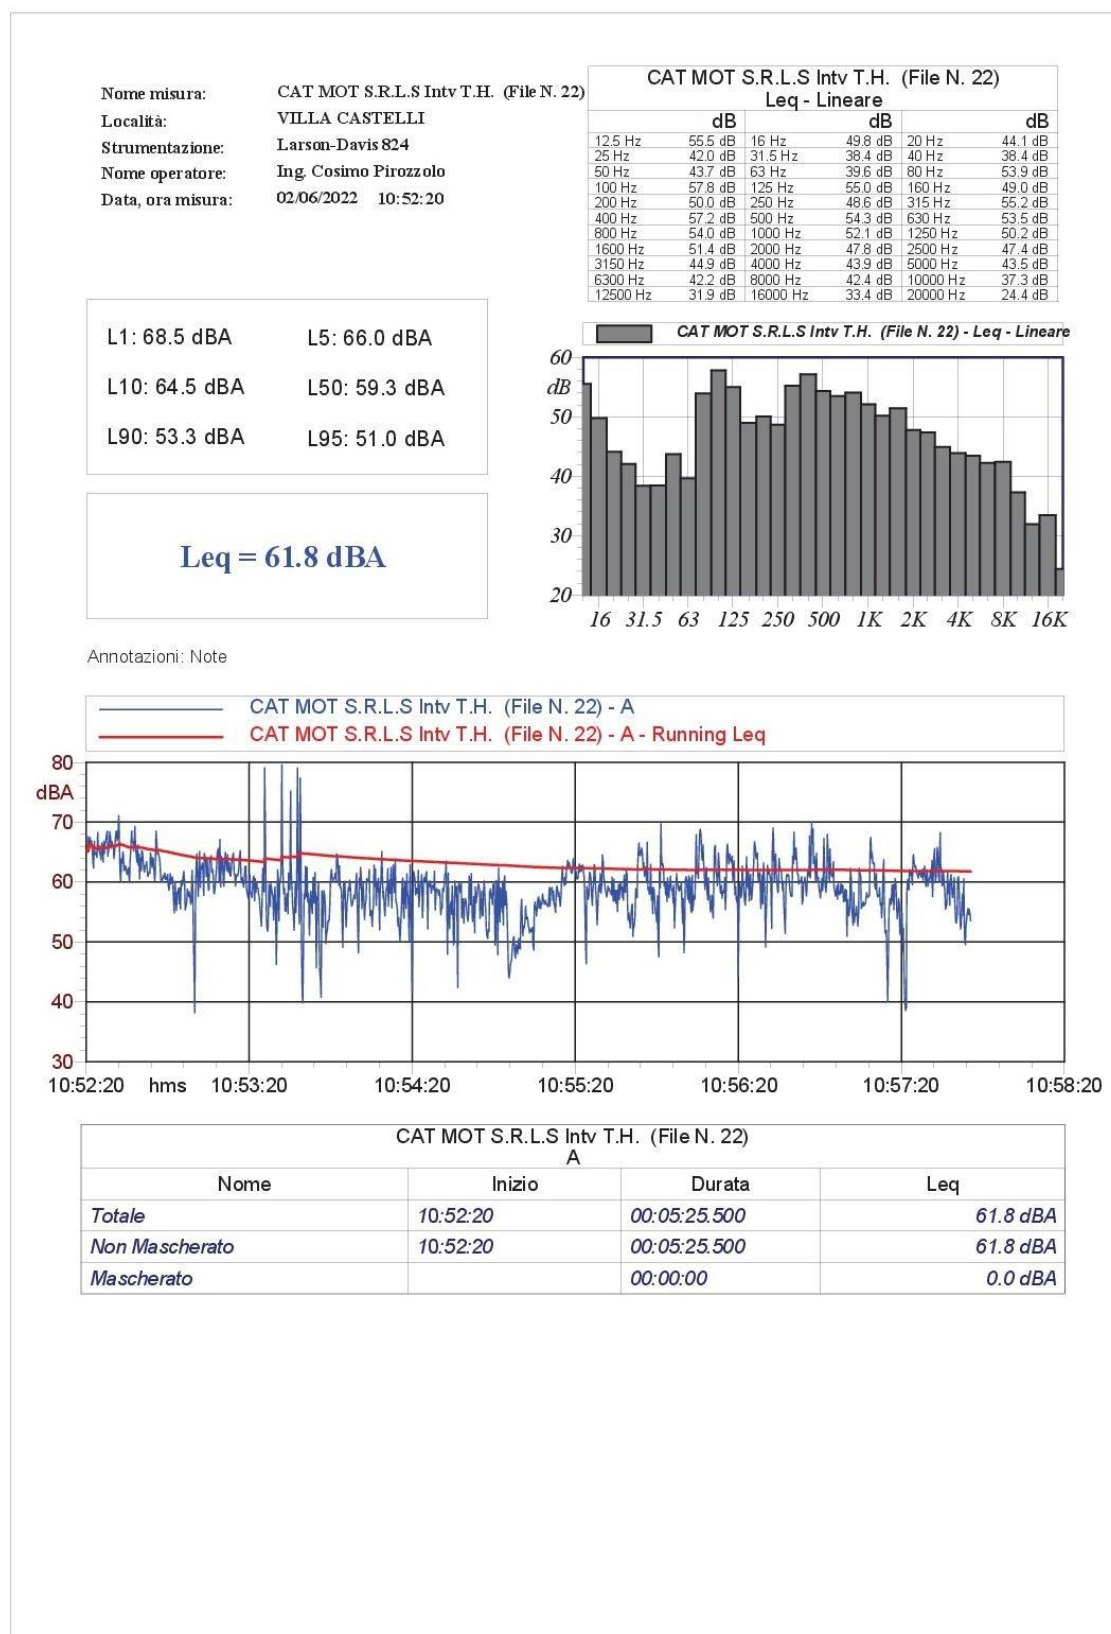 Nome misura: CAT MOT S.R.L.S Intv T.H. (File N. 22)
Località: VILLA CASTELLI
Strumentazione: Larson-Davis 824
Nome operatore: Ing. Cosimo Pirozzolo
Data, ora misura: 02/06/2022 10:52:20
CAT MOT S.R.L.S Intv T.H. (File N. 22)
Leq - Lineare
dB dB dB
12.5 Hz 55.5 dB 16 Hz 49.8 dB 20 Hz 44.1 dB
25 Hz 42.0 dB 31.5 Hz 38.4 dB 40 Hz 38.4 dB
50 Hz 43.7 dB 63 Hz 39.6 dB 80 Hz 53.9 dB
100 Hz 57.8 dB 125 Hz 55.0 dB 160 Hz 49.0 dB
200 Hz 50.0 dB 250 Hz 48.6 dB 315 Hz 55.2 dB
400 Hz 57.2 dB 500 Hz 54.3 dB 630 Hz 53.5 dB
800 Hz 54.0 dB 1000 Hz 52.1 dB 1250 Hz 50.2 dB
1600 Hz 51.4 dB 2000 Hz 47.8 dB 2500 Hz 47.4 dB
3150 Hz 44.9 dB 4000 Hz 43.9 dB 5000 Hz 43.5 dB
6300 Hz 42.2 dB 8000 Hz 42.4 dB 10000 Hz 37.3 dB
12500 Hz 31.9 dB 16000 Hz 33.4 dB 20000 Hz 24.4 dB
L1: 68.5 dBA L5: 66.0 dBA
L10: 64.5 dBA L50: 59.3 dBA
L90: 53.3 dBA L95: 51.0 dBA
Leq = 61.8 dBA
CAT MOT S.R.L.S Intv T.H. (File N. 22) - Leq - Lineare
60
dB
50
40
30
20
16 31.5 63 125 250 500 1K 2K 4K 8K 16K
Annotazioni: Note
CAT MOT S.R.L.S Intv T.H. (File N. 22) - A
CAT MOT S.R.L.S Intv T.H. (File N. 22) - A - Running Leq
80
dBA
70
60
50
40
30
10:52:20 hms 10:53:20 10:54:20 10:55:20 10:56:20 10:57:20 10:58:20
CAT MOT S.R.L.S Intv T.H. (File N. 22)
A
Nome Inizio Durata Leq
Totale 10:52:20 00:05:25.500 61.8 dBA
Non Mascherato 10:52:20 00:05:25.500 61.8 dBA
Mascherato 00:00:00 0.0 dBA